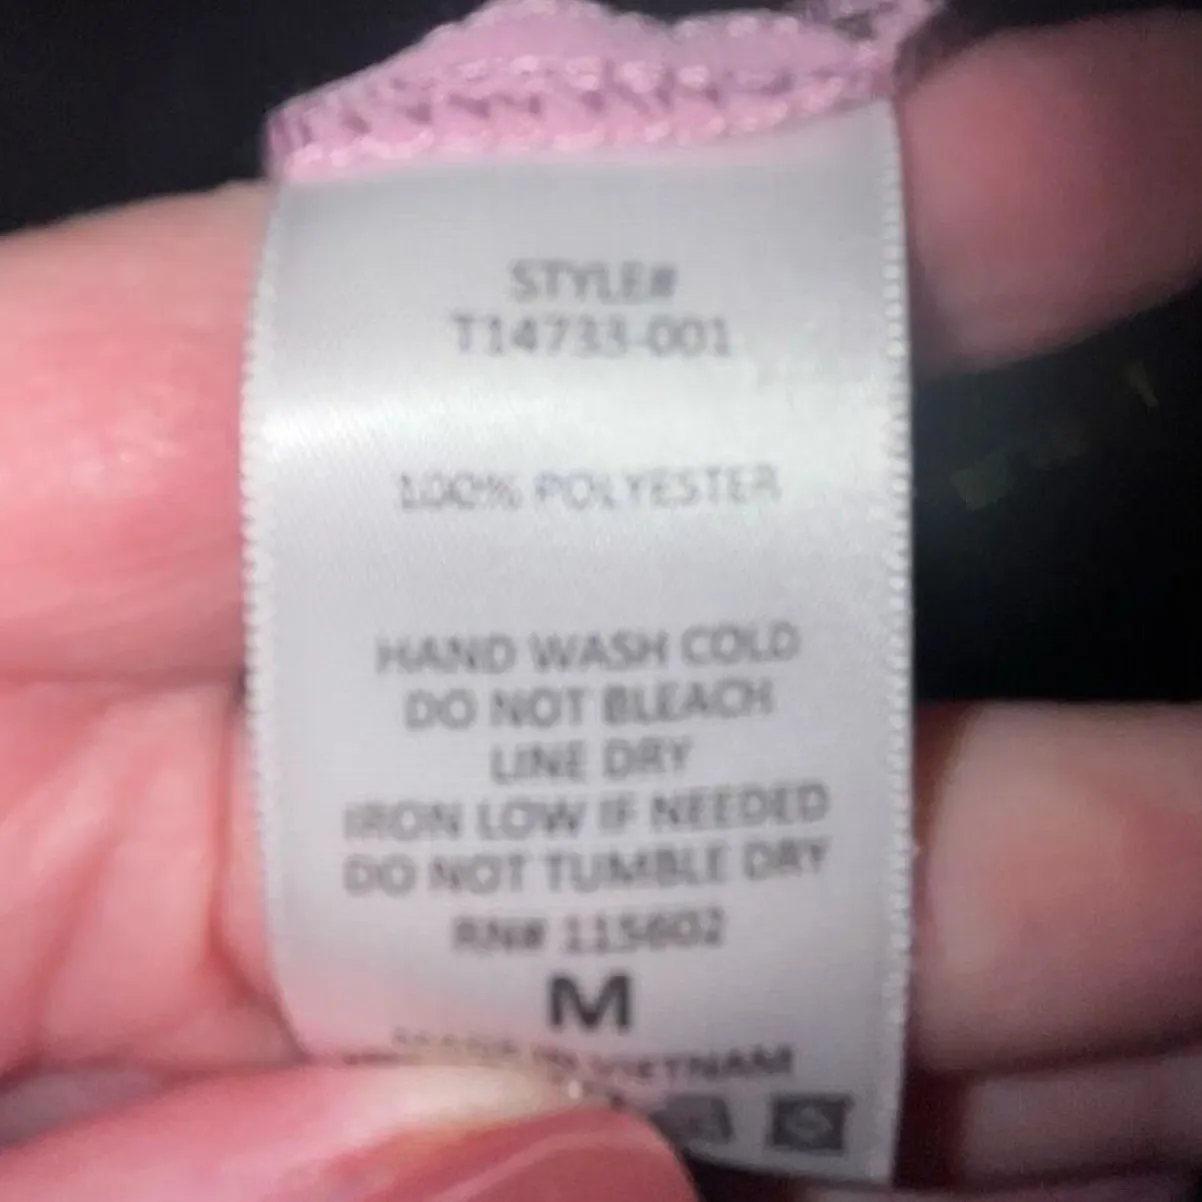 STYLE#
T14733-001
100% POLYESTER
HAND WASH COLD
DO NOT BLEACH
LINE DRY
IRON LOW IF NEEDED
DO NOT TUMBLE DRY
RN# 115602
M
MADE IN VIETNAM